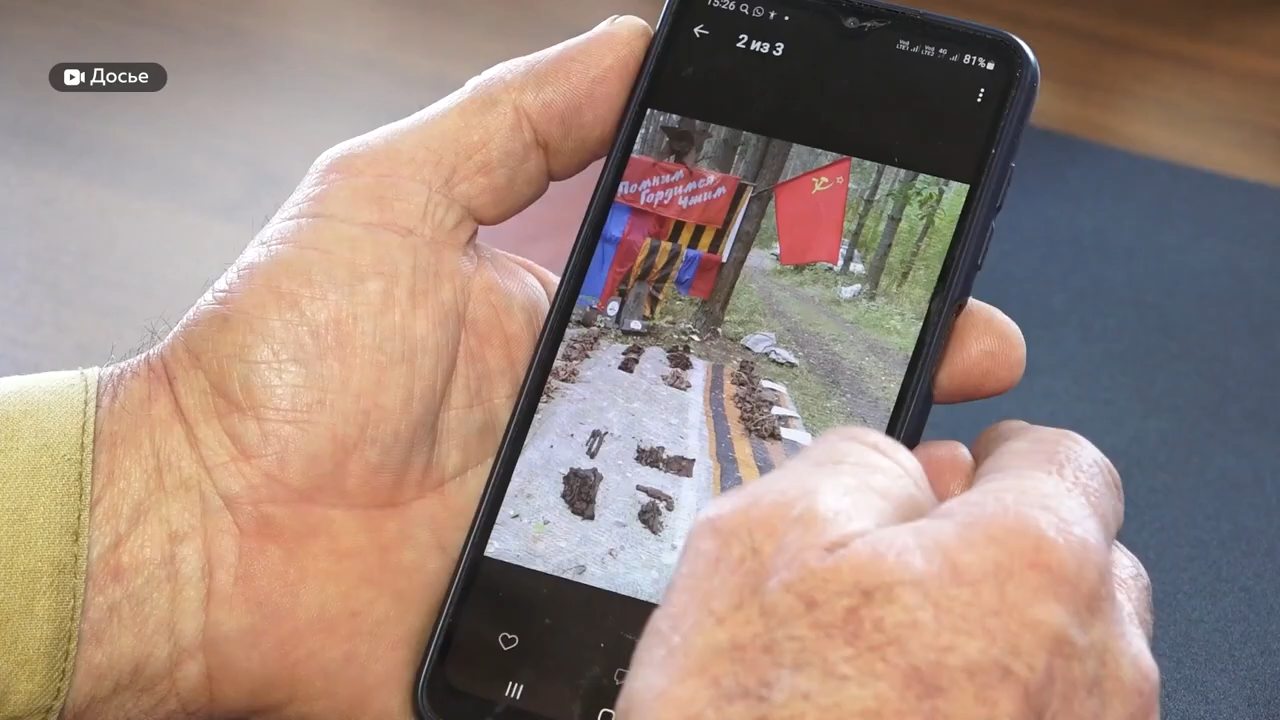 Досье
15:26
2 из 3
81%
Помним
Гордимся
Чтим